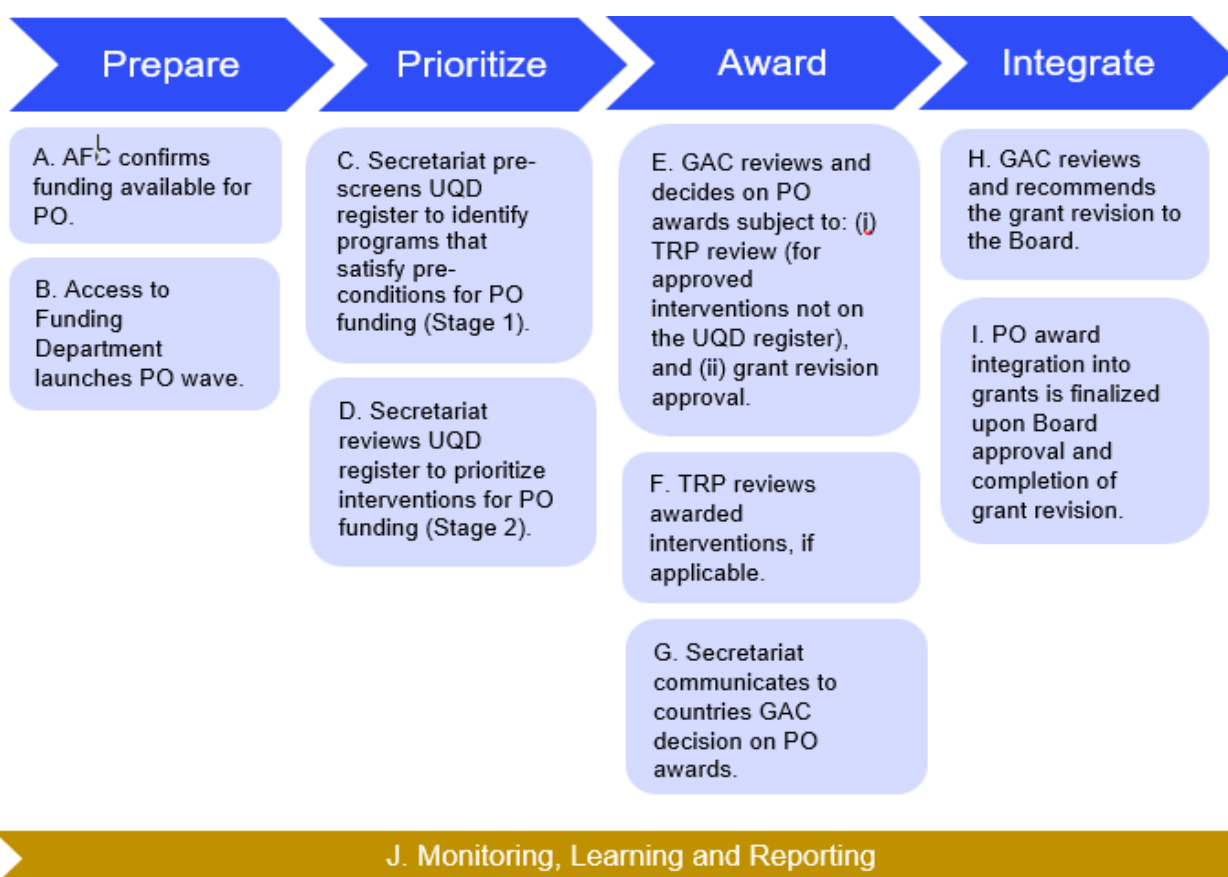 Prepare
Prioritize
Award
Integrate
A. AFC confirms
funding available for
PO.
B. Access to
Funding
Department
launches PO wave.
C. Secretariat pre-
screens UQD
register to identify
programs that
satisfy pre-
conditions for PO
funding (Stage 1).
D. Secretariat
reviews UQD
register to prioritize
interventions for PO
funding (Stage 2).
E. GAC reviews and
decides on PO
awards subject to: (i)
TRP review (for
approved
interventions not on
the UQD register),
and (ii) grant revision
approval.
F. TRP reviews
awarded
interventions, if
applicable.
G. Secretariat
communicates to
countries GAC
decision on PO
awards.
H. GAC reviews
and recommends
the grant revision to
the Board.
I. PO award
integration into
grants is finalized
upon Board
approval and
completion of
grant revision.
J. Monitoring, Learning and Reporting